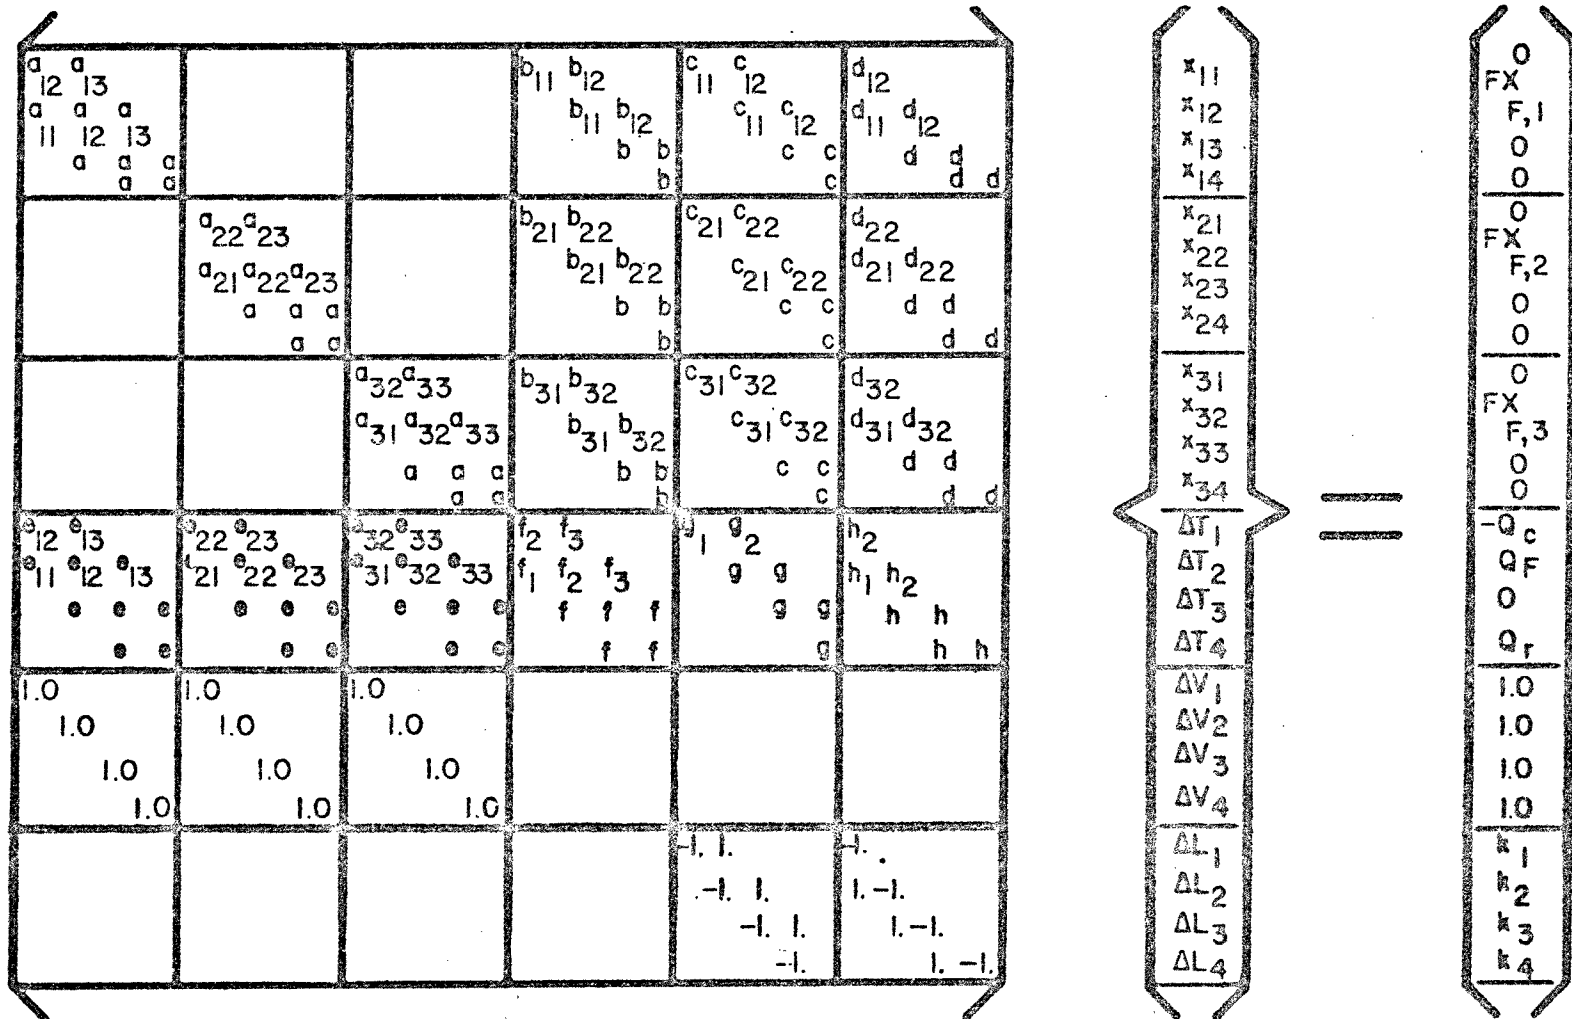 a12 a13 b11 b12 c11 c12 d12 x11 0
a11 a12 a13 b11 b12 c11 c12 d11 d12 x12 FXF,1
a a a b b c c d d x13 0
a a b c d d x14 0
a22 a23 b21 b22 c21 c22 d22 x21 0
a21 a22 a23 b21 b22 c21 c22 d21 d22 x22 FXF,2
a a a b b c c d d x23 0
a a b c d d x24 0
a32 a33 b31 b32 c31 c32 d32 x31 0
a31 a32 a33 b31 b32 c31 c32 d31 d32 x32 FXF,3
a a a b b c c d d x33 0
a a b c d d x34 0
=
e12 e13 e22 e23 e32 e33 f2 f3 g1 g2 h2 ΔT1 -Qc
e11 e12 e13 e21 e22 e23 e31 e32 e33 f1 f2 f3 g g h1 h2 ΔT2 QF
e e e e e e e e e f f f g g h h ΔT3 0
e e e e e e f f g h h ΔT4 Qr
1.0 1.0 1.0 ΔV1 1.0
1.0 1.0 1.0 ΔV2 1.0
1.0 1.0 1.0 ΔV3 1.0
1.0 1.0 1.0 ΔV4 1.0
-1. 1. -1. ΔL1 k1
-1. 1. 1. -1. ΔL2 k2
-1. 1. 1. -1. ΔL3 k3
-1. 1. -1. ΔL4 k4